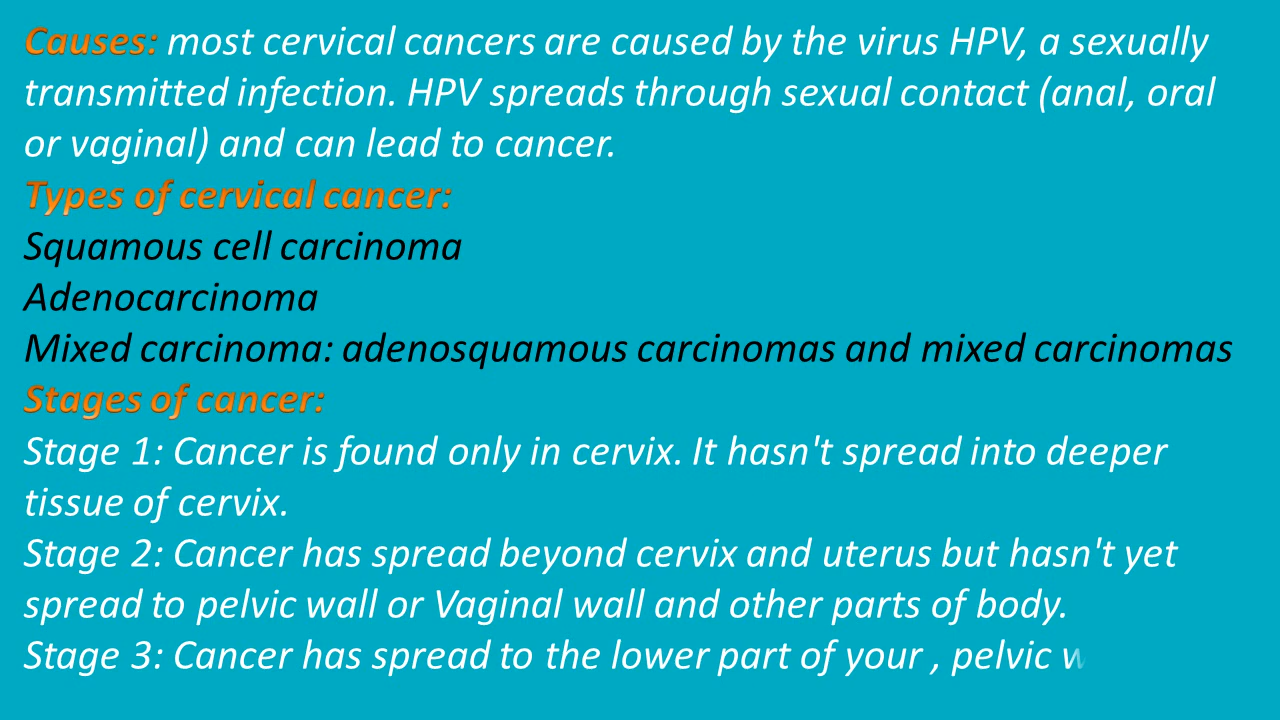 Causes: most cervical cancers are caused by the virus HPV, a sexually
transmitted infection. HPV spreads through sexual contact (anal, oral
or vaginal) and can lead to cancer.
Types of cervical cancer:
Squamous cell carcinoma
Adenocarcinoma
Mixed carcinoma: adenosquamous carcinomas and mixed carcinomas
Stages of cancer:
Stage 1: Cancer is found only in cervix. It hasn't spread into deeper
tissue of cervix.
Stage 2: Cancer has spread beyond cervix and uterus but hasn't yet
spread to pelvic wall or Vaginal wall and other parts of body.
Stage 3: Cancer has spread to the lower part of your , pelvic